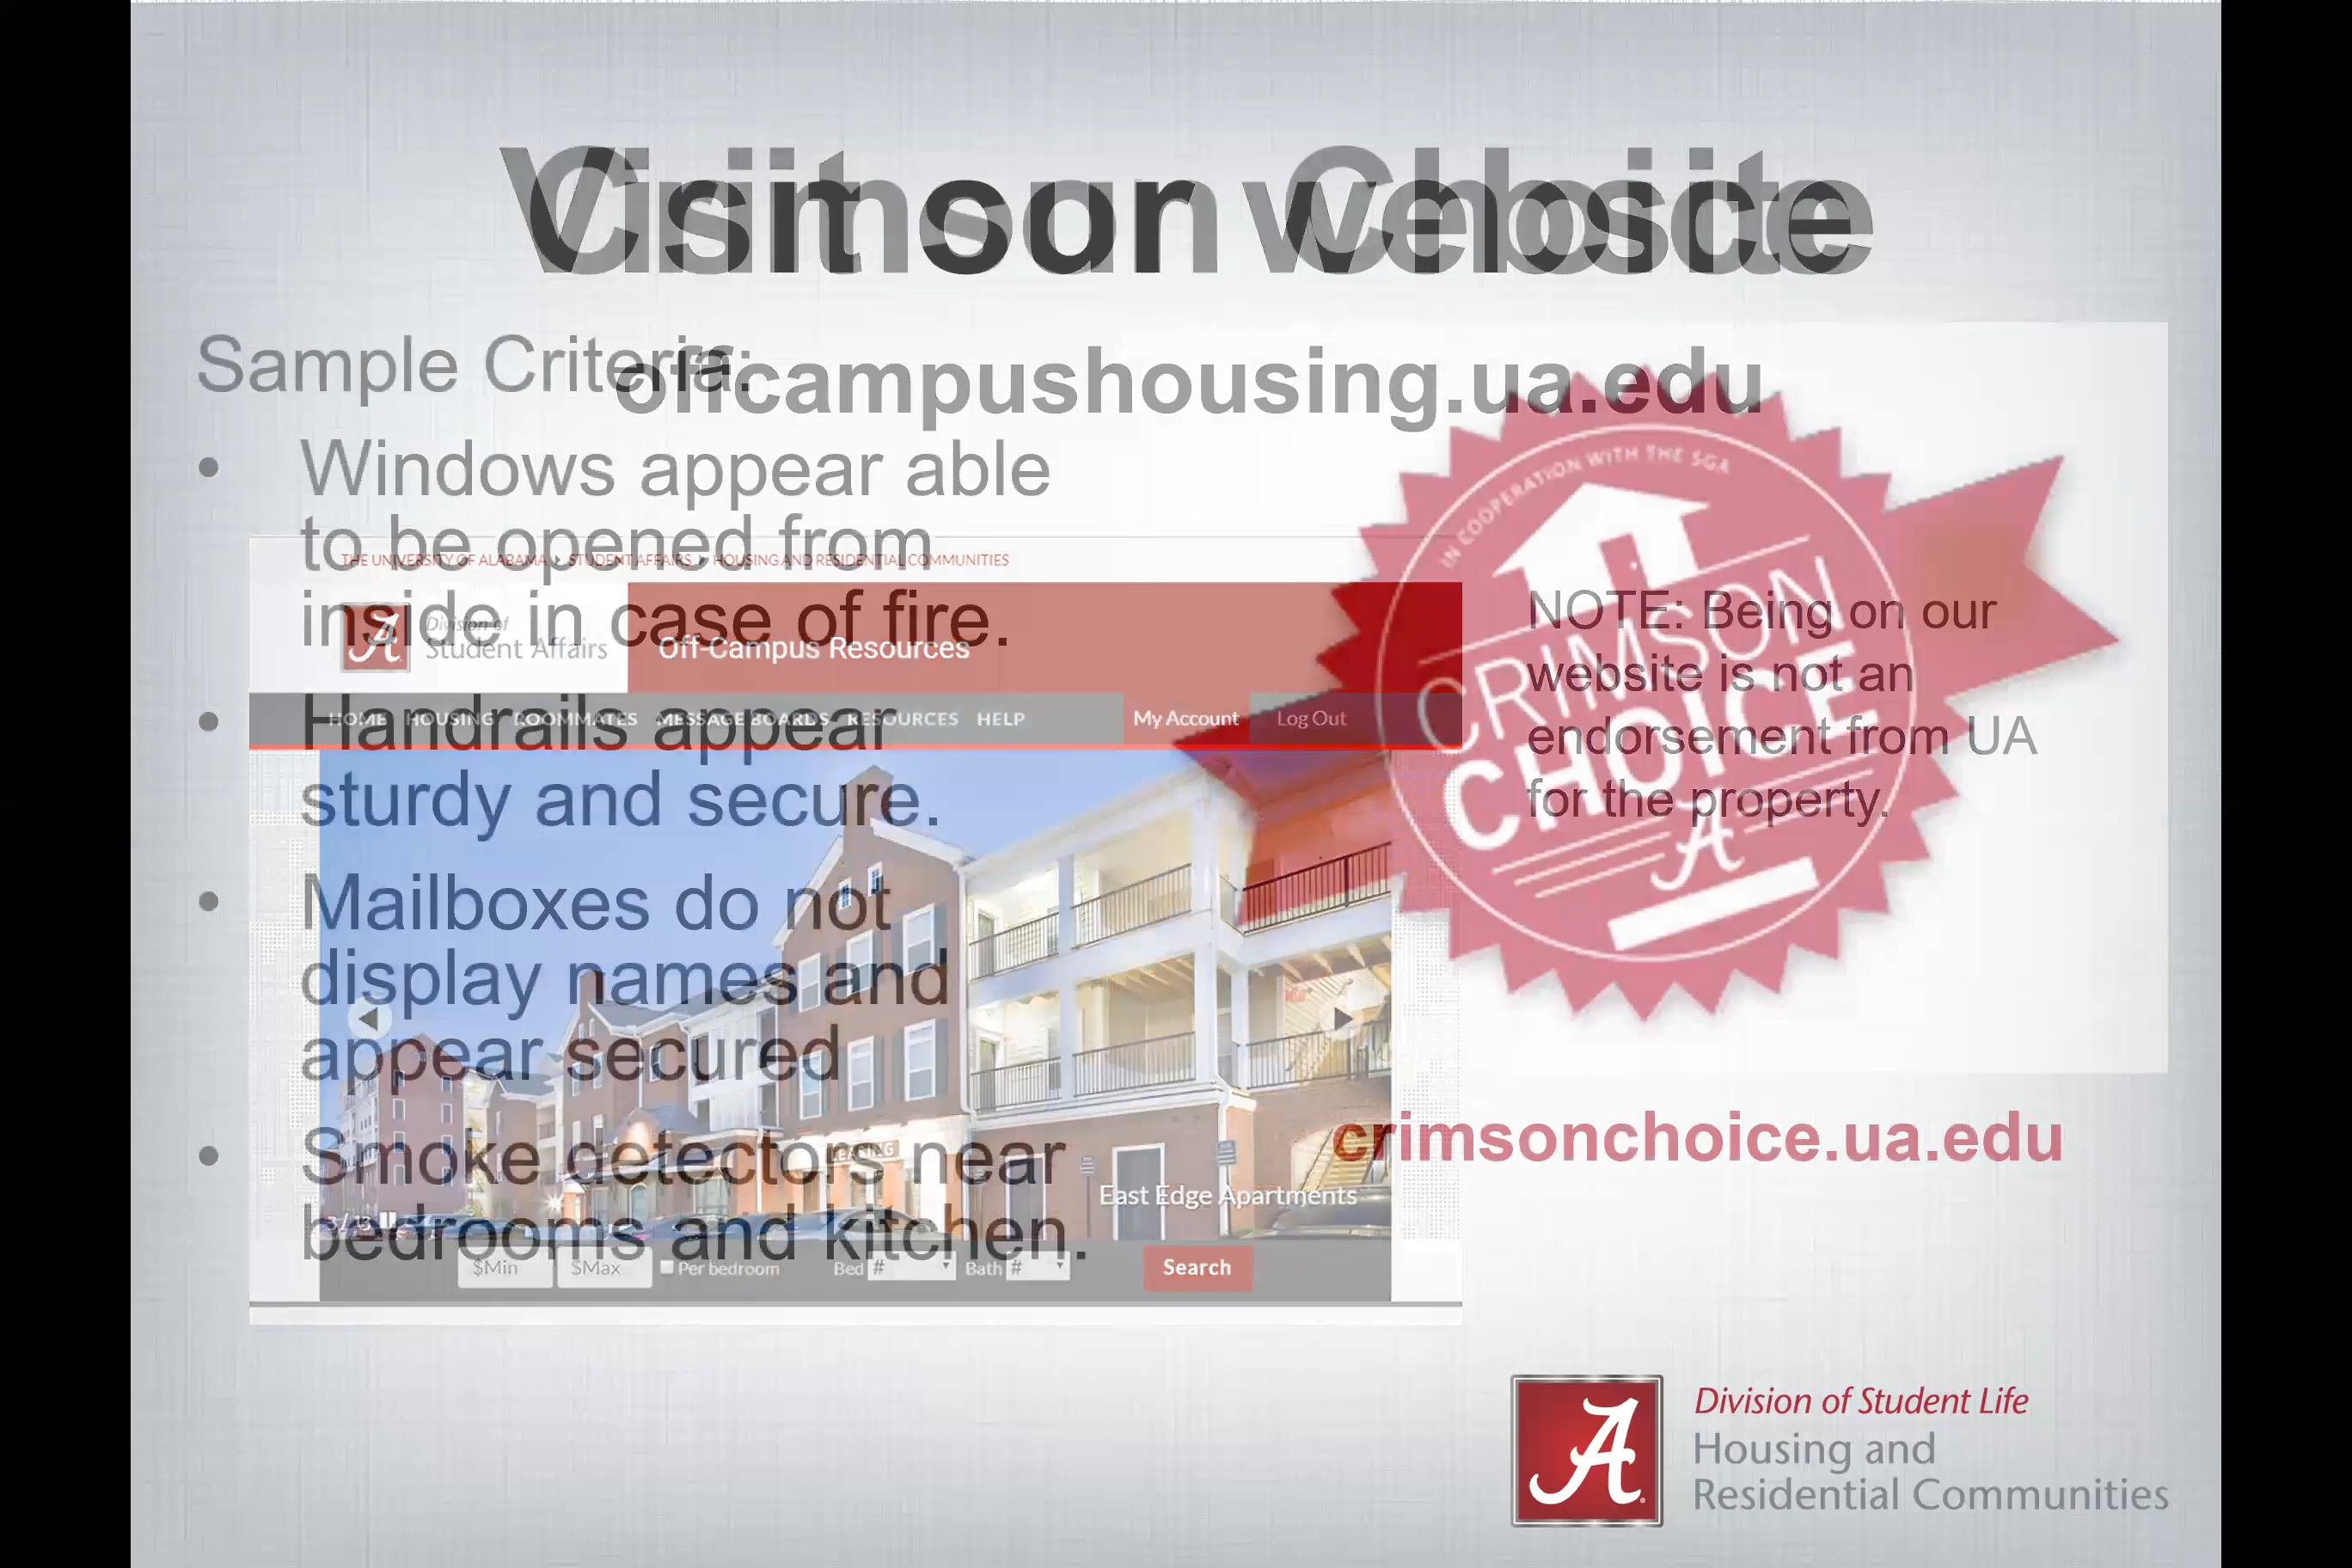 Visit our website
Crimson Choice
offcampushousing.ua.edu
Sample Criteria:
• Windows appear able
to be opened from
inside in case of fire.
• Handrails appear
sturdy and secure.
• Mailboxes do not
display names and
appear secured
• Smoke detectors near
bedrooms and kitchen.
THE UNIVERSITY OF ALABAMA STUDENT AFFAIRS HOUSING AND RESIDENTIAL COMMUNITIES
A Division of
Student Affairs
Off-Campus Resources
HOME HOUSING ROOMMATES MESSAGE BOARDS RESOURCES HELP My Account Log Out
LEASING
East Edge Apartments
$Min $Max Per bedroom Bed # Bath # Search
IN COOPERATION WITH THE SGA
CRIMSON
CHOICE
A
NOTE: Being on our
website is not an
endorsement from UA
for the property.
crimsonchoice.ua.edu
A
Division of Student Life
Housing and
Residential Communities